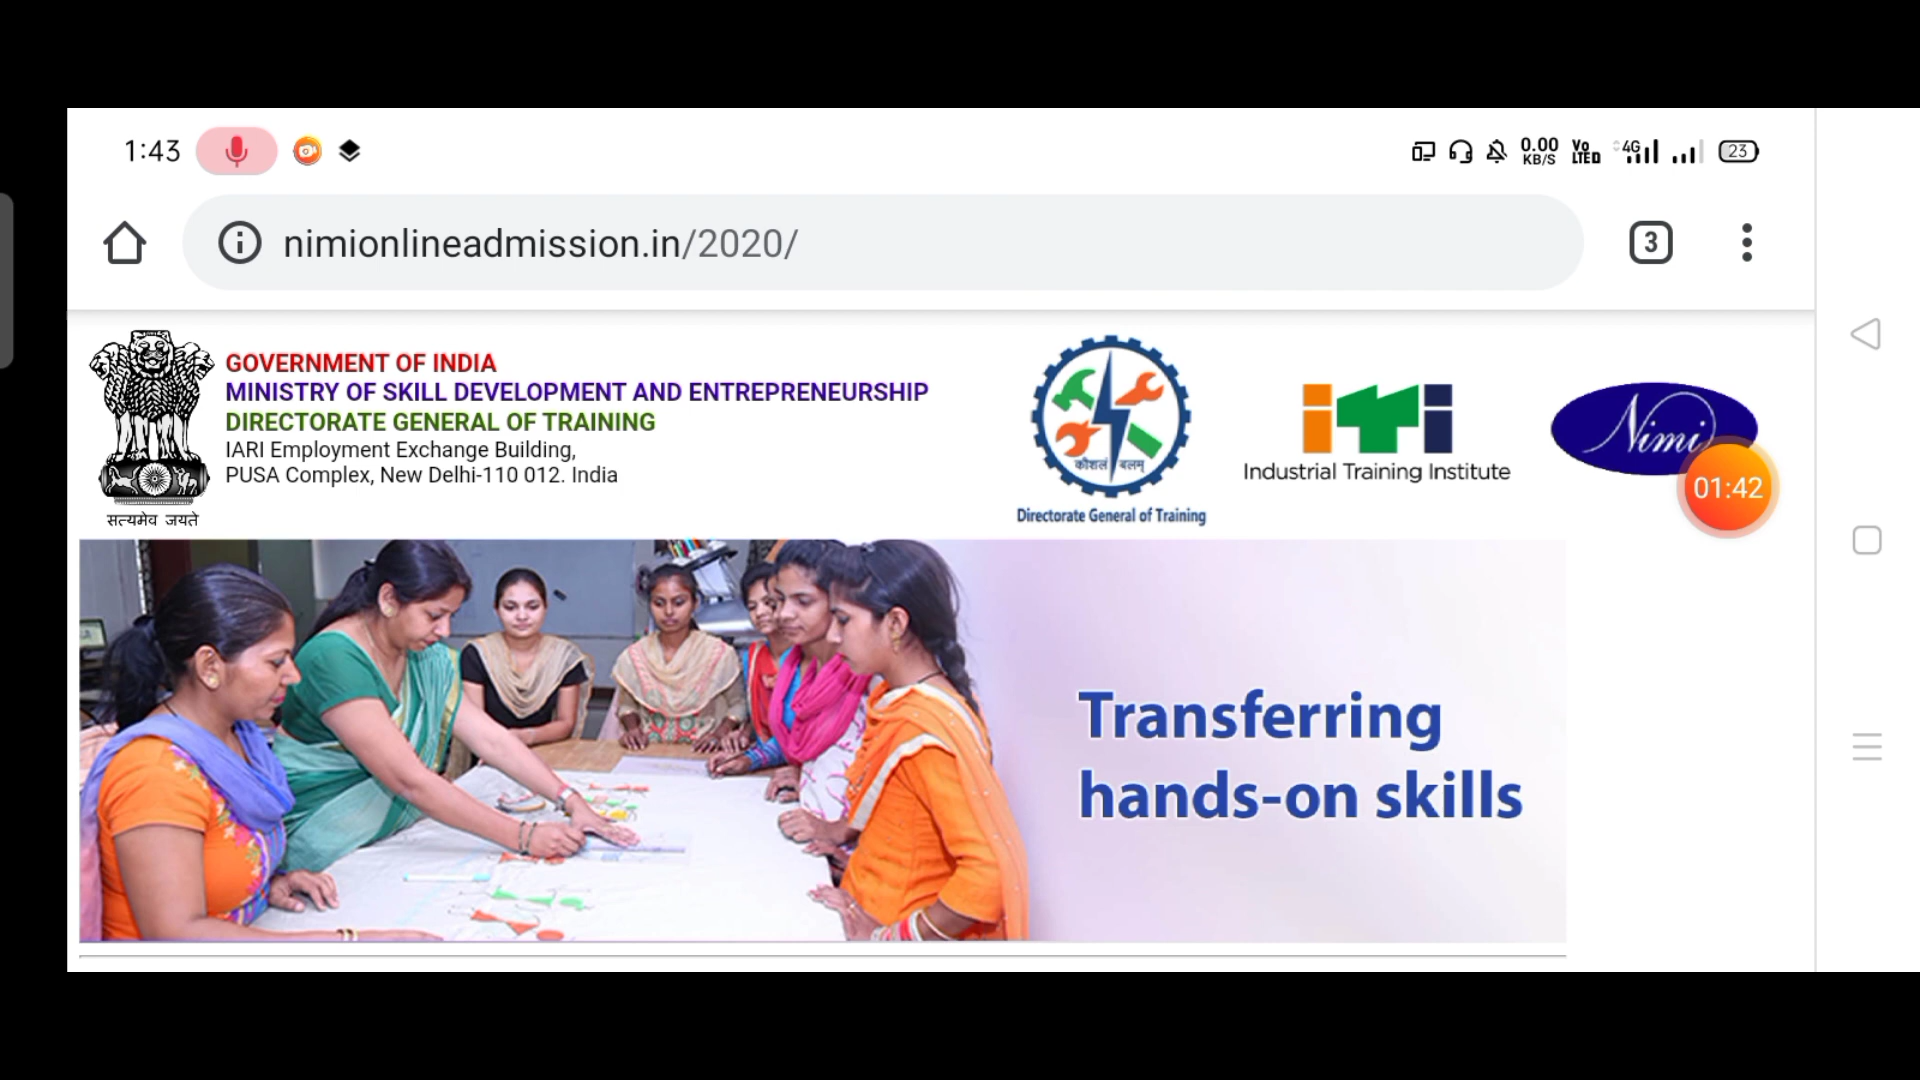 1:43
0.00
KB/S
Vo
LTED
4G
23
nimionlineadmission.in/2020/
3
GOVERNMENT OF INDIA
MINISTRY OF SKILL DEVELOPMENT AND ENTREPRENEURSHIP
DIRECTORATE GENERAL OF TRAINING
IARI Employment Exchange Building,
PUSA Complex, New Delhi-110 012. India
सत्यमेव जयते
कौशलं बलम्
Directorate General of Training
iTi
Industrial Training Institute
Nimi
01:42
Transferring
hands-on skills